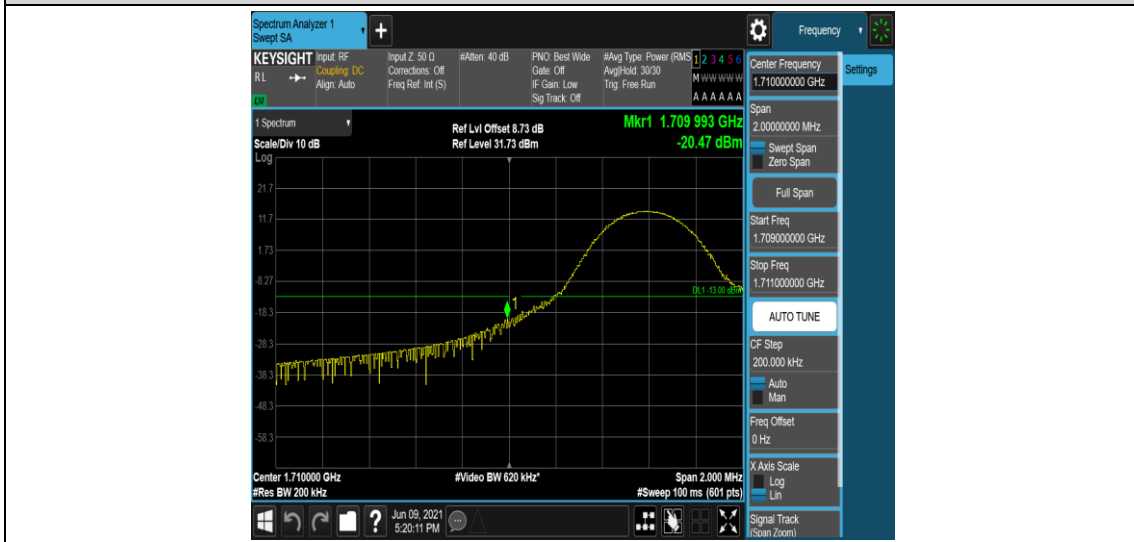 Spectrum Analyzer 1
Swept SA
+
Frequency
KEYSIGHT
RL
LXI
Input: RF
Coupling: DC
Align: Auto
Input Z: 50 Ω
Corrections: Off
Freq Ref: Int (S)
#Atten: 40 dB
PNO: Best Wide
Gate: Off
IF Gain: Low
Sig Track: Off
#Avg Type: Power (RMS
Avg|Hold: 30/30
Trig: Free Run
1 2 3 4 5 6
M W W W W W
A A A A A A
1 Spectrum
Scale/Div 10 dB
Log
Ref Lvl Offset 8.73 dB
Ref Level 31.73 dBm
Mkr1 1.709 993 GHz
-20.47 dBm
21.7
11.7
1.73
-8.27
-18.3
-28.3
-38.3
-48.3
-58.3
1
DL1 -13.00 dBm
Center 1.710000 GHz
#Res BW 200 kHz
#Video BW 620 kHz*
Span 2.000 MHz
#Sweep 100 ms (601 pts)
Center Frequency
1.710000000 GHz
Settings
Span
2.00000000 MHz
Swept Span
Zero Span
Full Span
Start Freq
1.709000000 GHz
Stop Freq
1.711000000 GHz
AUTO TUNE
CF Step
200.000 kHz
Auto
Man
Freq Offset
0 Hz
X Axis Scale
Log
Lin
Signal Track
(Span Zoom)
?
Jun 09, 2021
5:20:11 PM